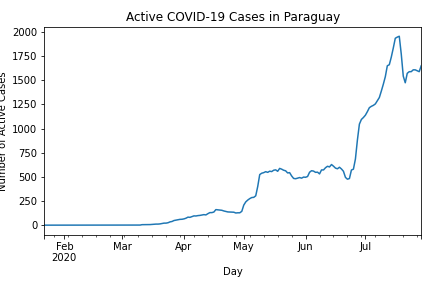 Active COVID-19 Cases in Paraguay
Number of Active Cases
2000
1750
1500
1250
1000
750
500
250
0
Feb Mar Apr May Jun Jul
2020
Day